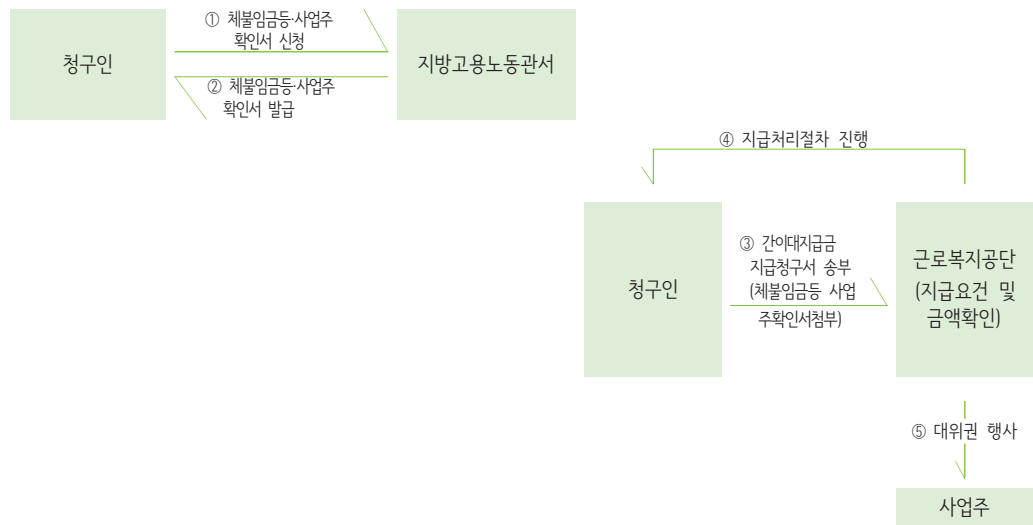 ① 체불임금등·사업주
확인서 신청
청구인
지방고용노동관서
② 체불임금등·사업주
확인서 발급
④ 지급처리절차 진행
청구인
③ 간이대지급금
지급청구서 송부
(체불임금등 사업
주확인서첨부)
근로복지공단
(지급요건 및
금액확인)
⑤ 대위권 행사
사업주